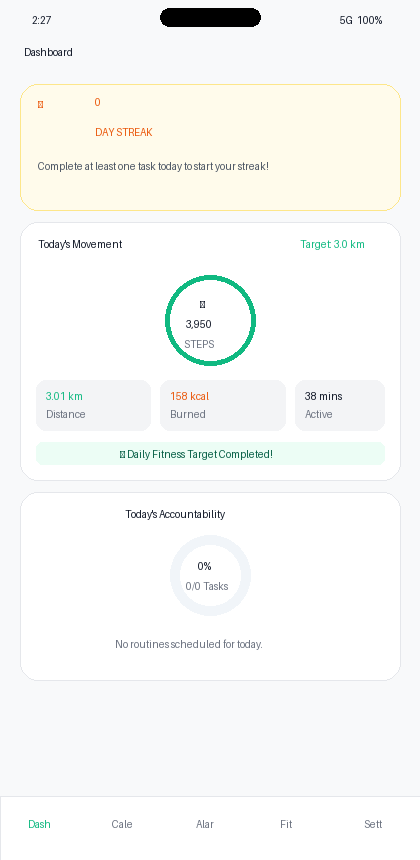 2:27
5G 100%
Dashboard
0
DAY STREAK
Complete at least one task today to start your streak!
Today's Movement
Target: 3.0 km
3,950
STEPS
3.01 km
Distance
158 kcal
Burned
38 mins
Active
Daily Fitness Target Completed!
Today's Accountability
0%
0/0 Tasks
No routines scheduled for today.
Dash
Cale
Alar
Fit
Sett